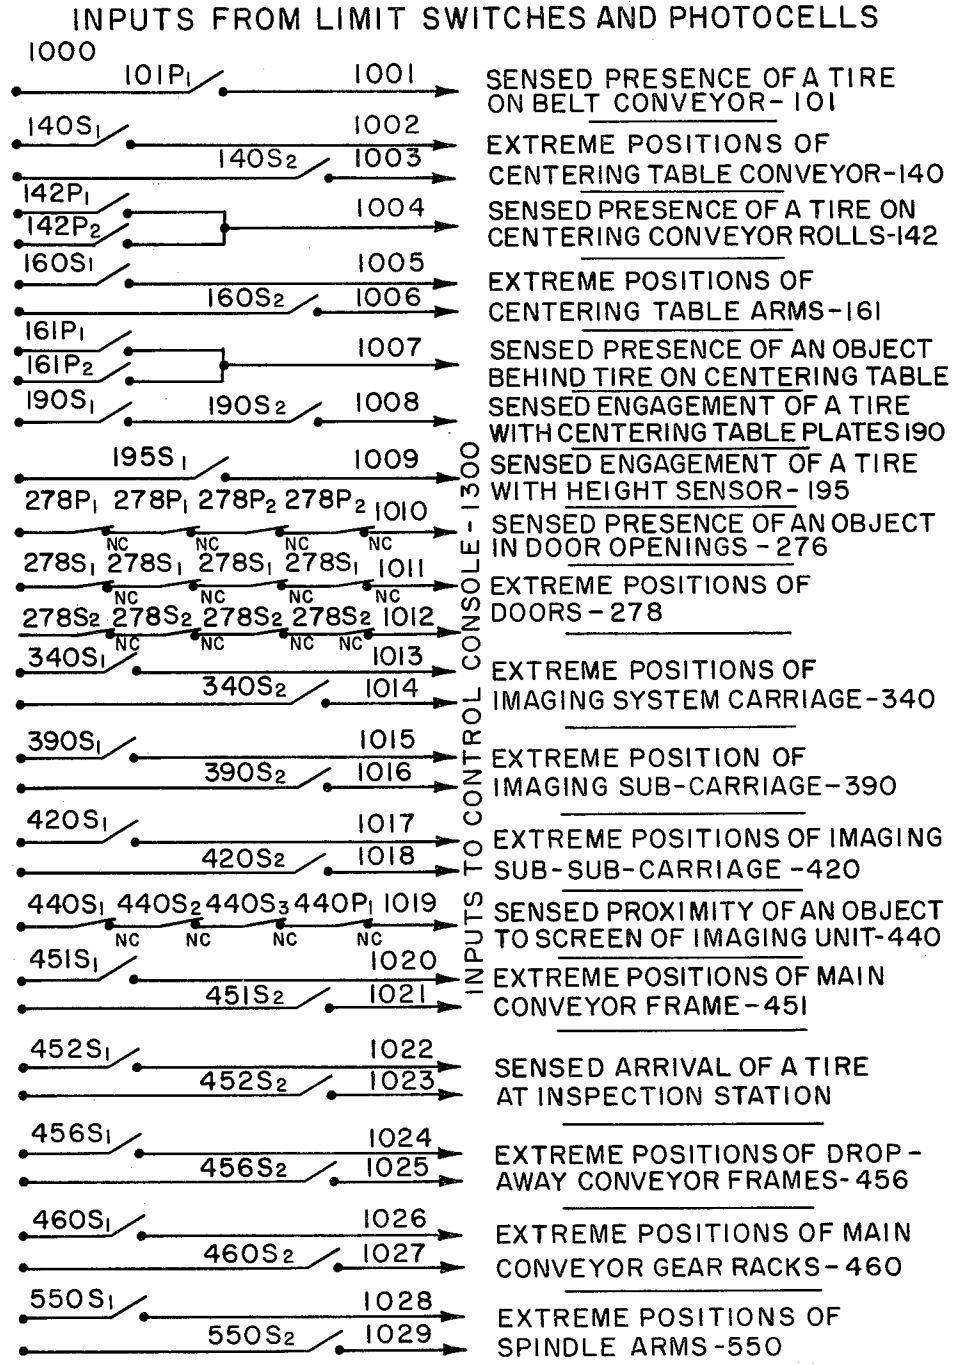 INPUTS FROM LIMIT SWITCHES AND PHOTOCELLS
1000
101P1 1001 SENSED PRESENCE OF A TIRE
ON BELT CONVEYOR-101
140S1 1002 EXTREME POSITIONS OF
140S2 1003 CENTERING TABLE CONVEYOR-140
142P1 1004 SENSED PRESENCE OF A TIRE ON
142P2 CENTERING CONVEYOR ROLLS-142
160S1 1005 EXTREME POSITIONS OF
160S2 1006 CENTERING TABLE ARMS-161
161P1 1007 SENSED PRESENCE OF AN OBJECT
161P2 BEHIND TIRE ON CENTERING TABLE
190S1 190S2 1008 SENSED ENGAGEMENT OF A TIRE
WITH CENTERING TABLE PLATES 190
195S1 1009 SENSED ENGAGEMENT OF A TIRE
WITH HEIGHT SENSOR-195
278P1 278P1 278P2 278P2 1010 SENSED PRESENCE OF AN OBJECT
NC NC NC NC IN DOOR OPENINGS -276
278S1 278S1 278S1 278S1 1011 EXTREME POSITIONS OF
NC NC NC NC DOORS-278
278S2 278S2 278S2 278S2 1012
NC NC NC NC
340S1 1013 EXTREME POSITIONS OF
340S2 1014 IMAGING SYSTEM CARRIAGE-340
390S1 1015 EXTREME POSITION OF
390S2 1016 IMAGING SUB-CARRIAGE-390
420S1 1017 EXTREME POSITIONS OF IMAGING
420S2 1018 SUB-SUB-CARRIAGE -420
440S1 440S2 440S3 440P1 1019 SENSED PROXIMITY OF AN OBJECT
NC NC NC NC TO SCREEN OF IMAGING UNIT-440
451S1 1020 EXTREME POSITIONS OF MAIN
451S2 1021 CONVEYOR FRAME-451
452S1 1022 SENSED ARRIVAL OF A TIRE
452S2 1023 AT INSPECTION STATION
456S1 1024 EXTREME POSITIONS OF DROP-
456S2 1025 AWAY CONVEYOR FRAMES-456
460S1 1026 EXTREME POSITIONS OF MAIN
460S2 1027 CONVEYOR GEAR RACKS-460
550S1 1028 EXTREME POSITIONS OF
550S2 1029 SPINDLE ARMS-550
INPUTS TO CONTROL CONSOLE-1300